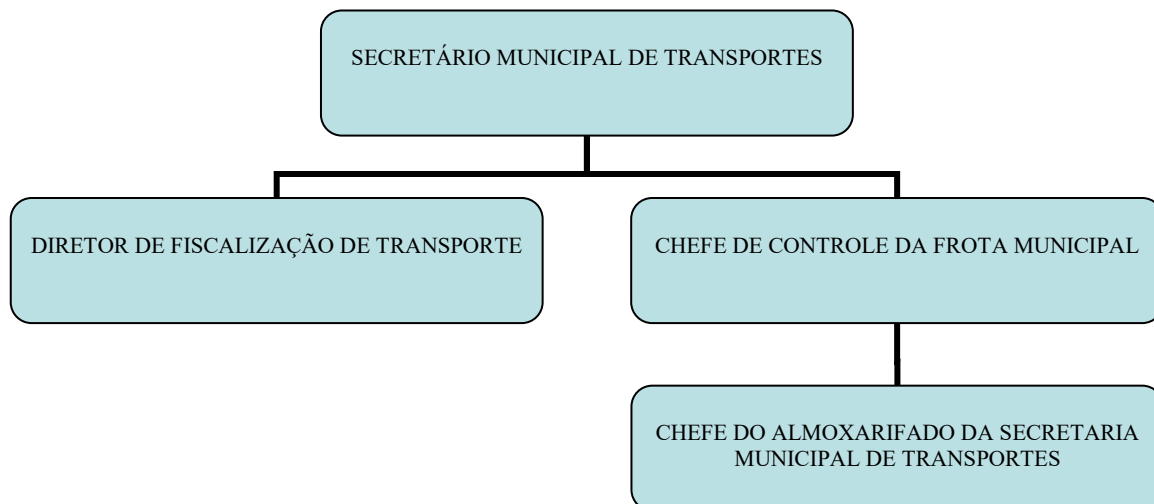 SECRETÁRIO MUNICIPAL DE TRANSPORTES
DIRETOR DE FISCALIZAÇÃO DE TRANSPORTE
CHEFE DE CONTROLE DA FROTA MUNICIPAL
CHEFE DO ALMOXARIFADO DA SECRETARIA
MUNICIPAL DE TRANSPORTES